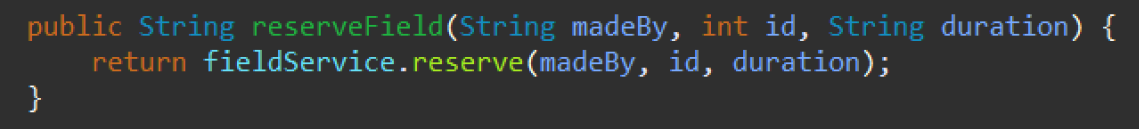 public String reserveField(String madeBy, int id, String duration) {
    return fieldService.reserve(madeBy, id, duration);
}